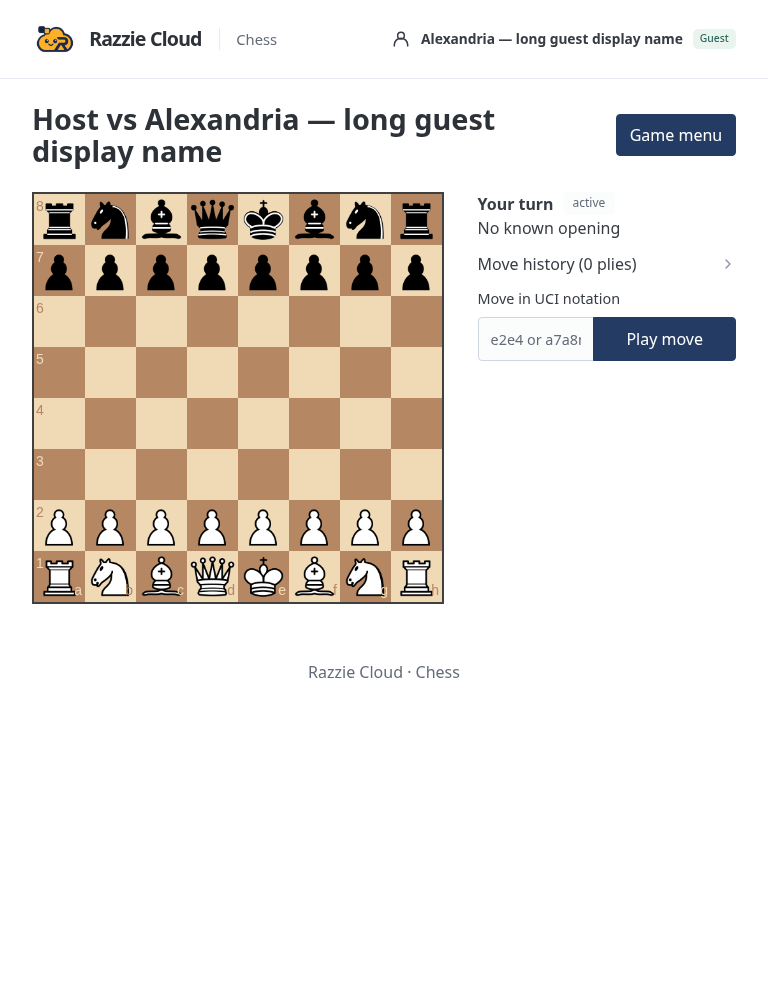 Razzie Cloud
Chess
Alexandria — long guest display name
Guest
Host vs Alexandria — long guest
display name
Game menu
8
7
6
5
4
3
2
1
a
b
c
d
e
f
g
h
Your turn
active
No known opening
Move history (0 plies)
Move in UCI notation
e2e4 or a7a8
Play move
Razzie Cloud · Chess